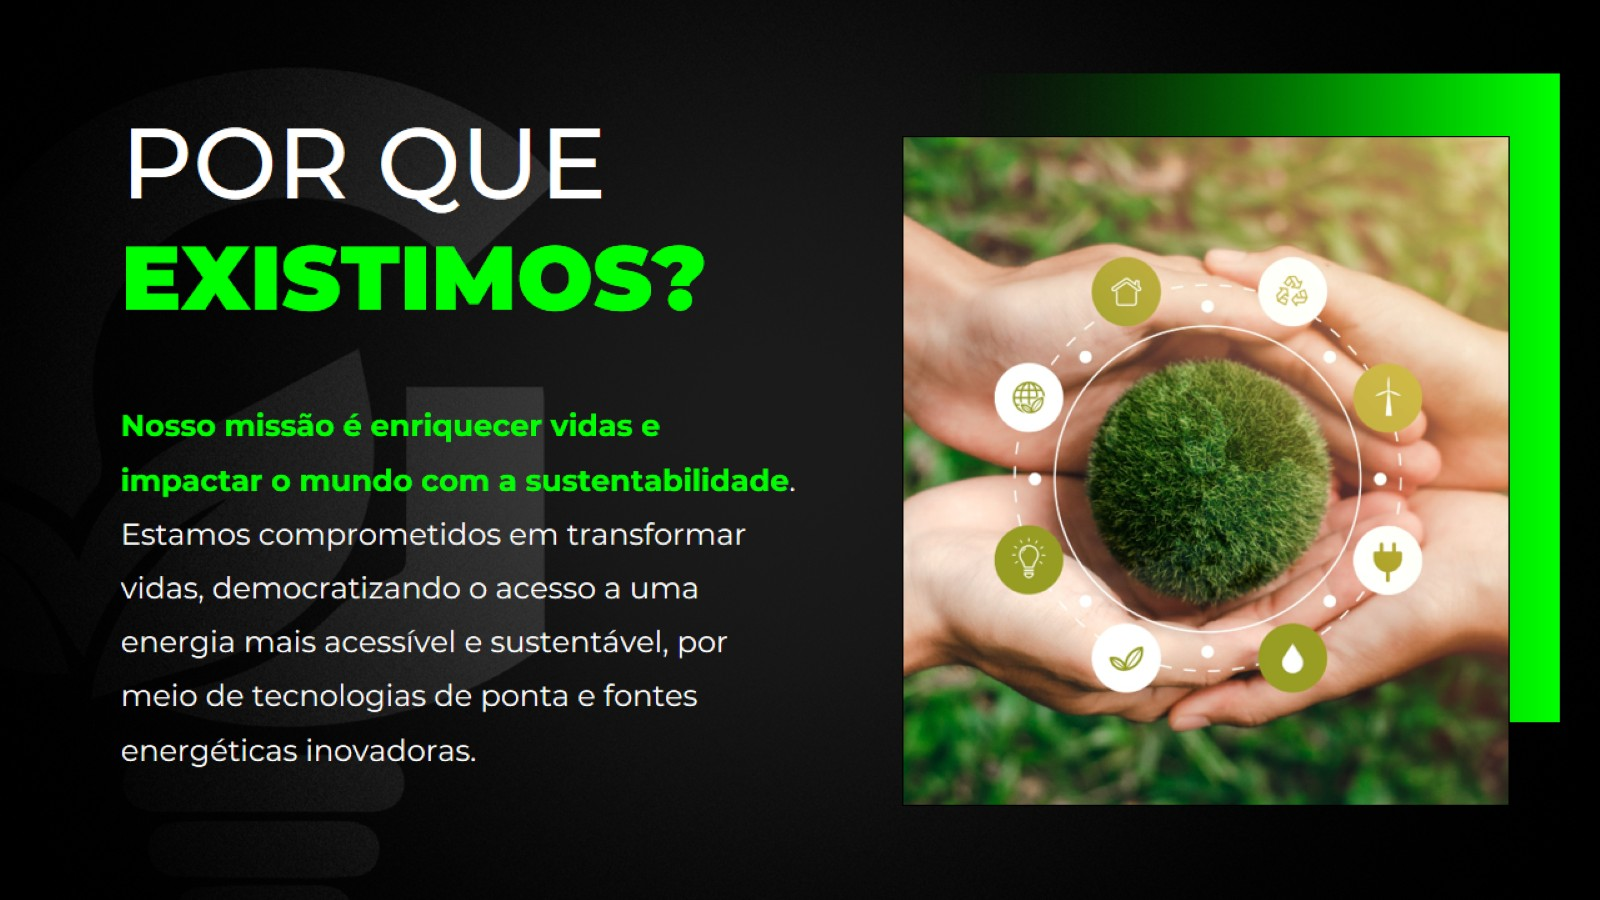 POR QUE
EXISTIMOS?
Nosso missão é enriquecer vidas e
impactar o mundo com a sustentabilidade.
Estamos comprometidos em transformar
vidas, democratizando o acesso a uma
energia mais acessível e sustentável, por
meio de tecnologias de ponta e fontes
energéticas inovadoras.